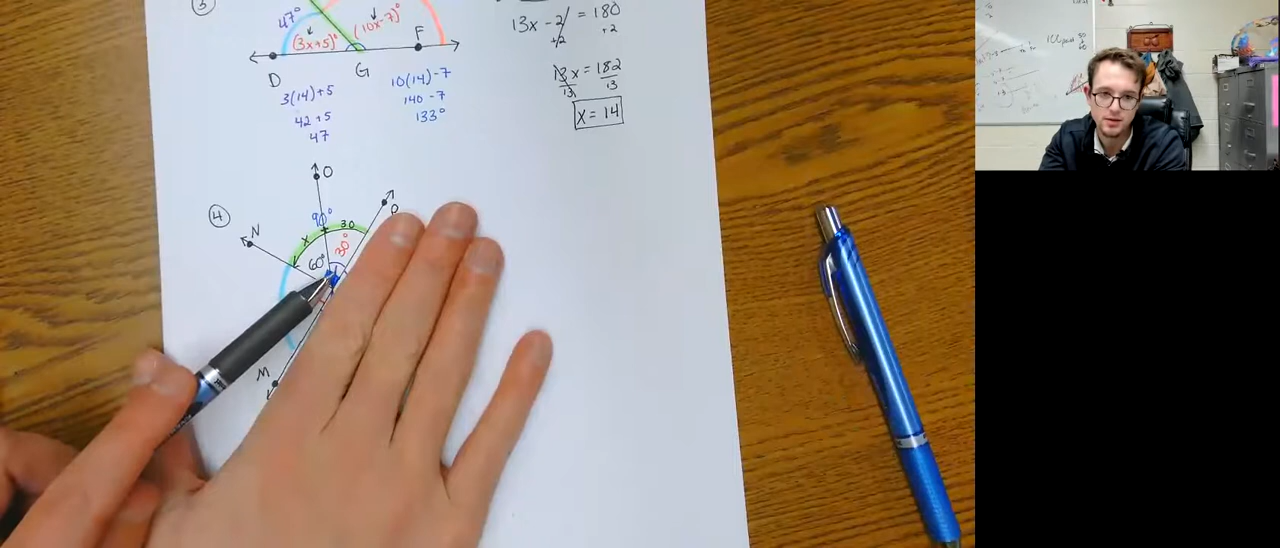 3
47°
(3x+5)°
(10x-7)°
D
G
F
3(14)+5
42+5
47
10(14)-7
140-7
133°
13x - 2 = 180
+2 +2
13x = 182
13 13
x = 14
4
O
N
90°
x
30
60°
30°
M